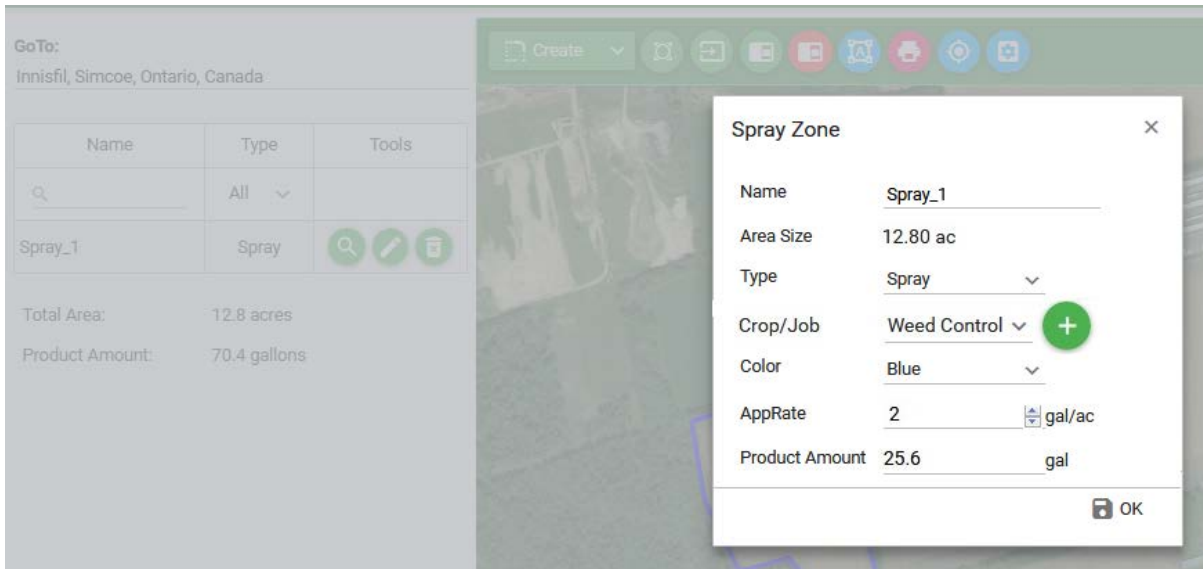 GoTo:
Innisfil, Simcoe, Ontario, Canada
Create
Name Type Tools
All
Spray_1 Spray
Total Area: 12.8 acres
Product Amount: 70.4 gallons
Spray Zone
Name Spray_1
Area Size 12.80 ac
Type Spray
Crop/Job Weed Control
Color Blue
AppRate 2 gal/ac
Product Amount 25.6 gal
OK